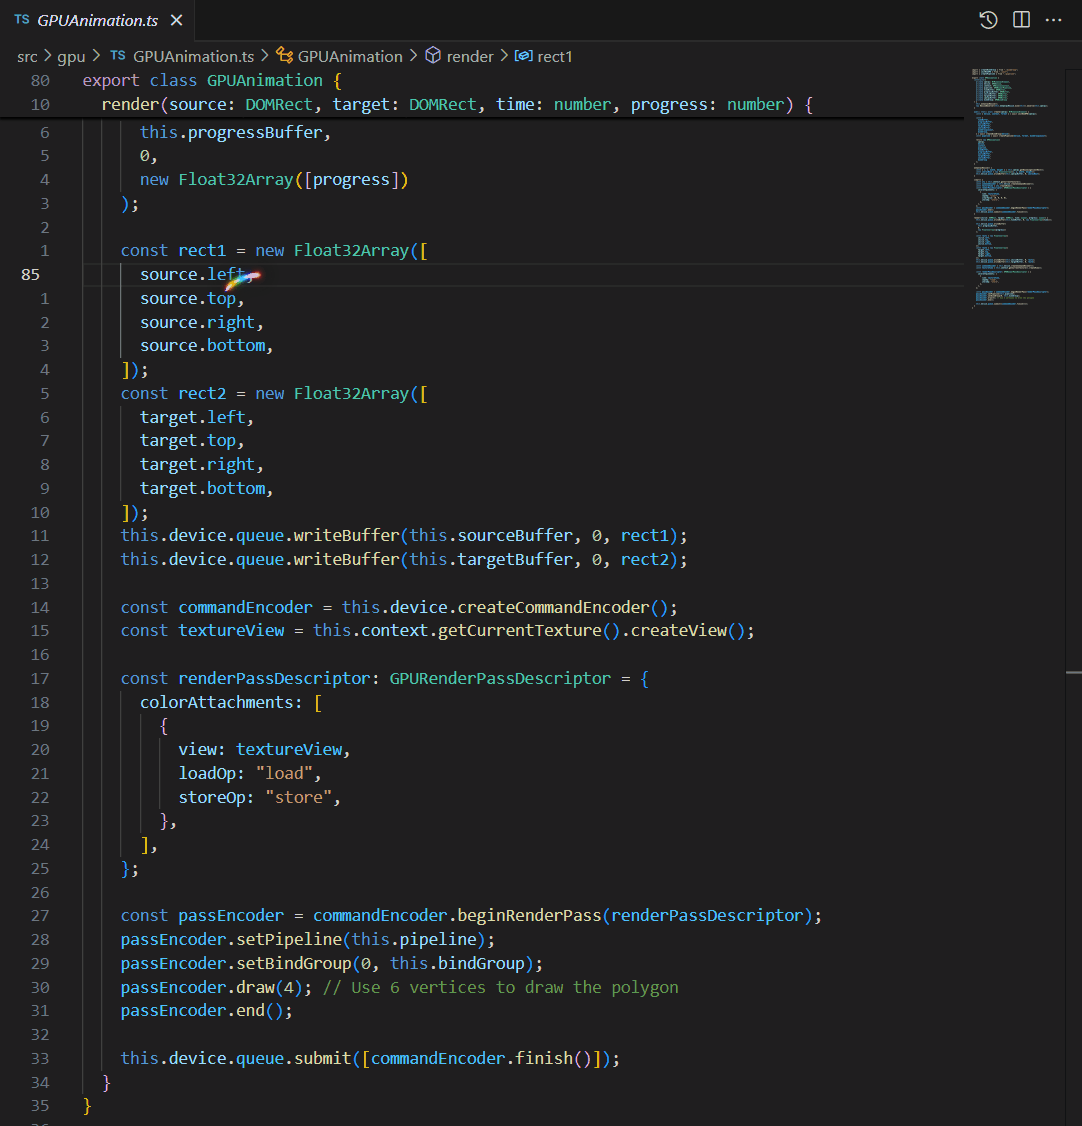 TS GPUAnimation.ts ×
src > gpu > TS GPUAnimation.ts > GPUAnimation > render > rect1
80 export class GPUAnimation {
10 render(source: DOMRect, target: DOMRect, time: number, progress: number) {
6 this.progressBuffer,
5 0,
4 new Float32Array([progress])
3 );
2
1 const rect1 = new Float32Array([
85 source.left,
1 source.top,
2 source.right,
3 source.bottom,
4 ]);
5 const rect2 = new Float32Array([
6 target.left,
7 target.top,
8 target.right,
9 target.bottom,
10 ]);
11 this.device.queue.writeBuffer(this.sourceBuffer, 0, rect1);
12 this.device.queue.writeBuffer(this.targetBuffer, 0, rect2);
13
14 const commandEncoder = this.device.createCommandEncoder();
15 const textureView = this.context.getCurrentTexture().createView();
16
17 const renderPassDescriptor: GPURenderPassDescriptor = {
18 colorAttachments: [
19 {
20 view: textureView,
21 loadOp: "load",
22 storeOp: "store",
23 },
24 ],
25 };
26
27 const passEncoder = commandEncoder.beginRenderPass(renderPassDescriptor);
28 passEncoder.setPipeline(this.pipeline);
29 passEncoder.setBindGroup(0, this.bindGroup);
30 passEncoder.draw(4); // Use 6 vertices to draw the polygon
31 passEncoder.end();
32
33 this.device.queue.submit([commandEncoder.finish()]);
34 }
35 }